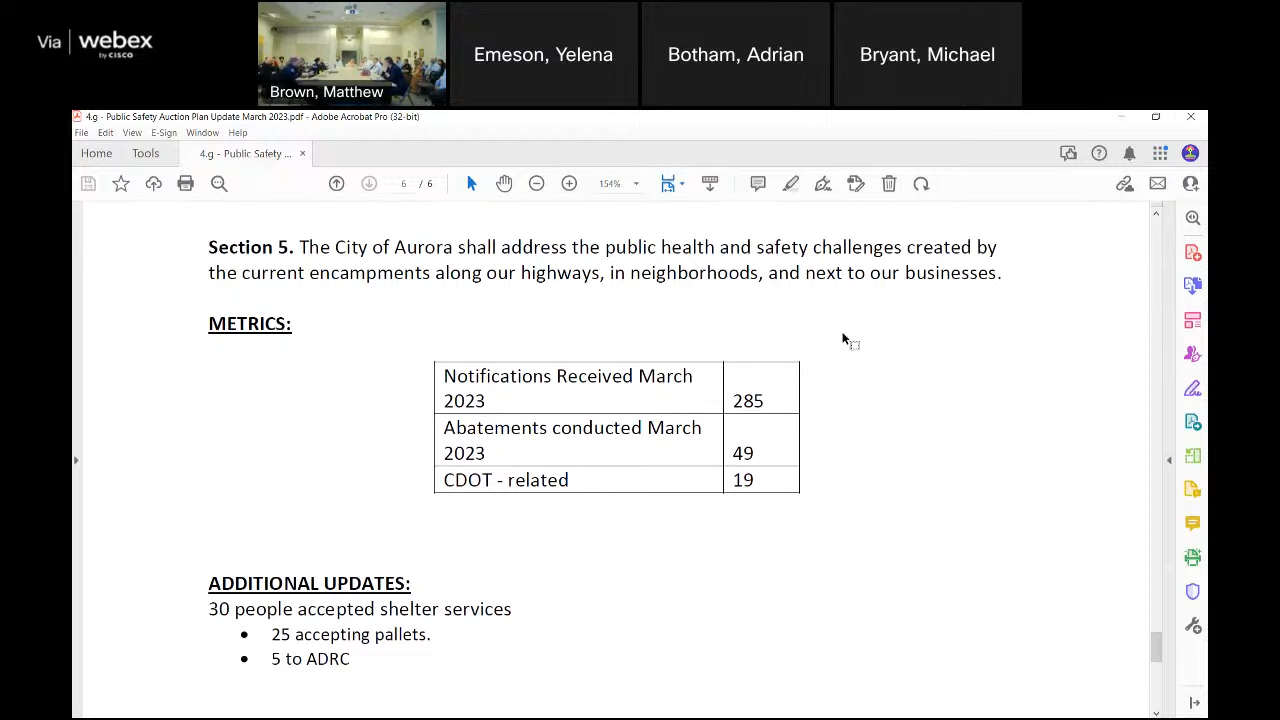 Via webex
by CISCO
Brown, Matthew
Emeson, Yelena
Botham, Adrian
Bryant, Michael
4.g - Public Safety Auction Plan Update March 2023.pdf - Adobe Acrobat Pro (32-bit)
File Edit View E-Sign Window Help
Home Tools 4.g - Public Safety ... ×
6 / 6 154%
Section 5. The City of Aurora shall address the public health and safety challenges created by
the current encampments along our highways, in neighborhoods, and next to our businesses.
METRICS:
Notifications Received March
2023 285
Abatements conducted March
2023 49
CDOT - related 19
ADDITIONAL UPDATES:
30 people accepted shelter services
• 25 accepting pallets.
• 5 to ADRC